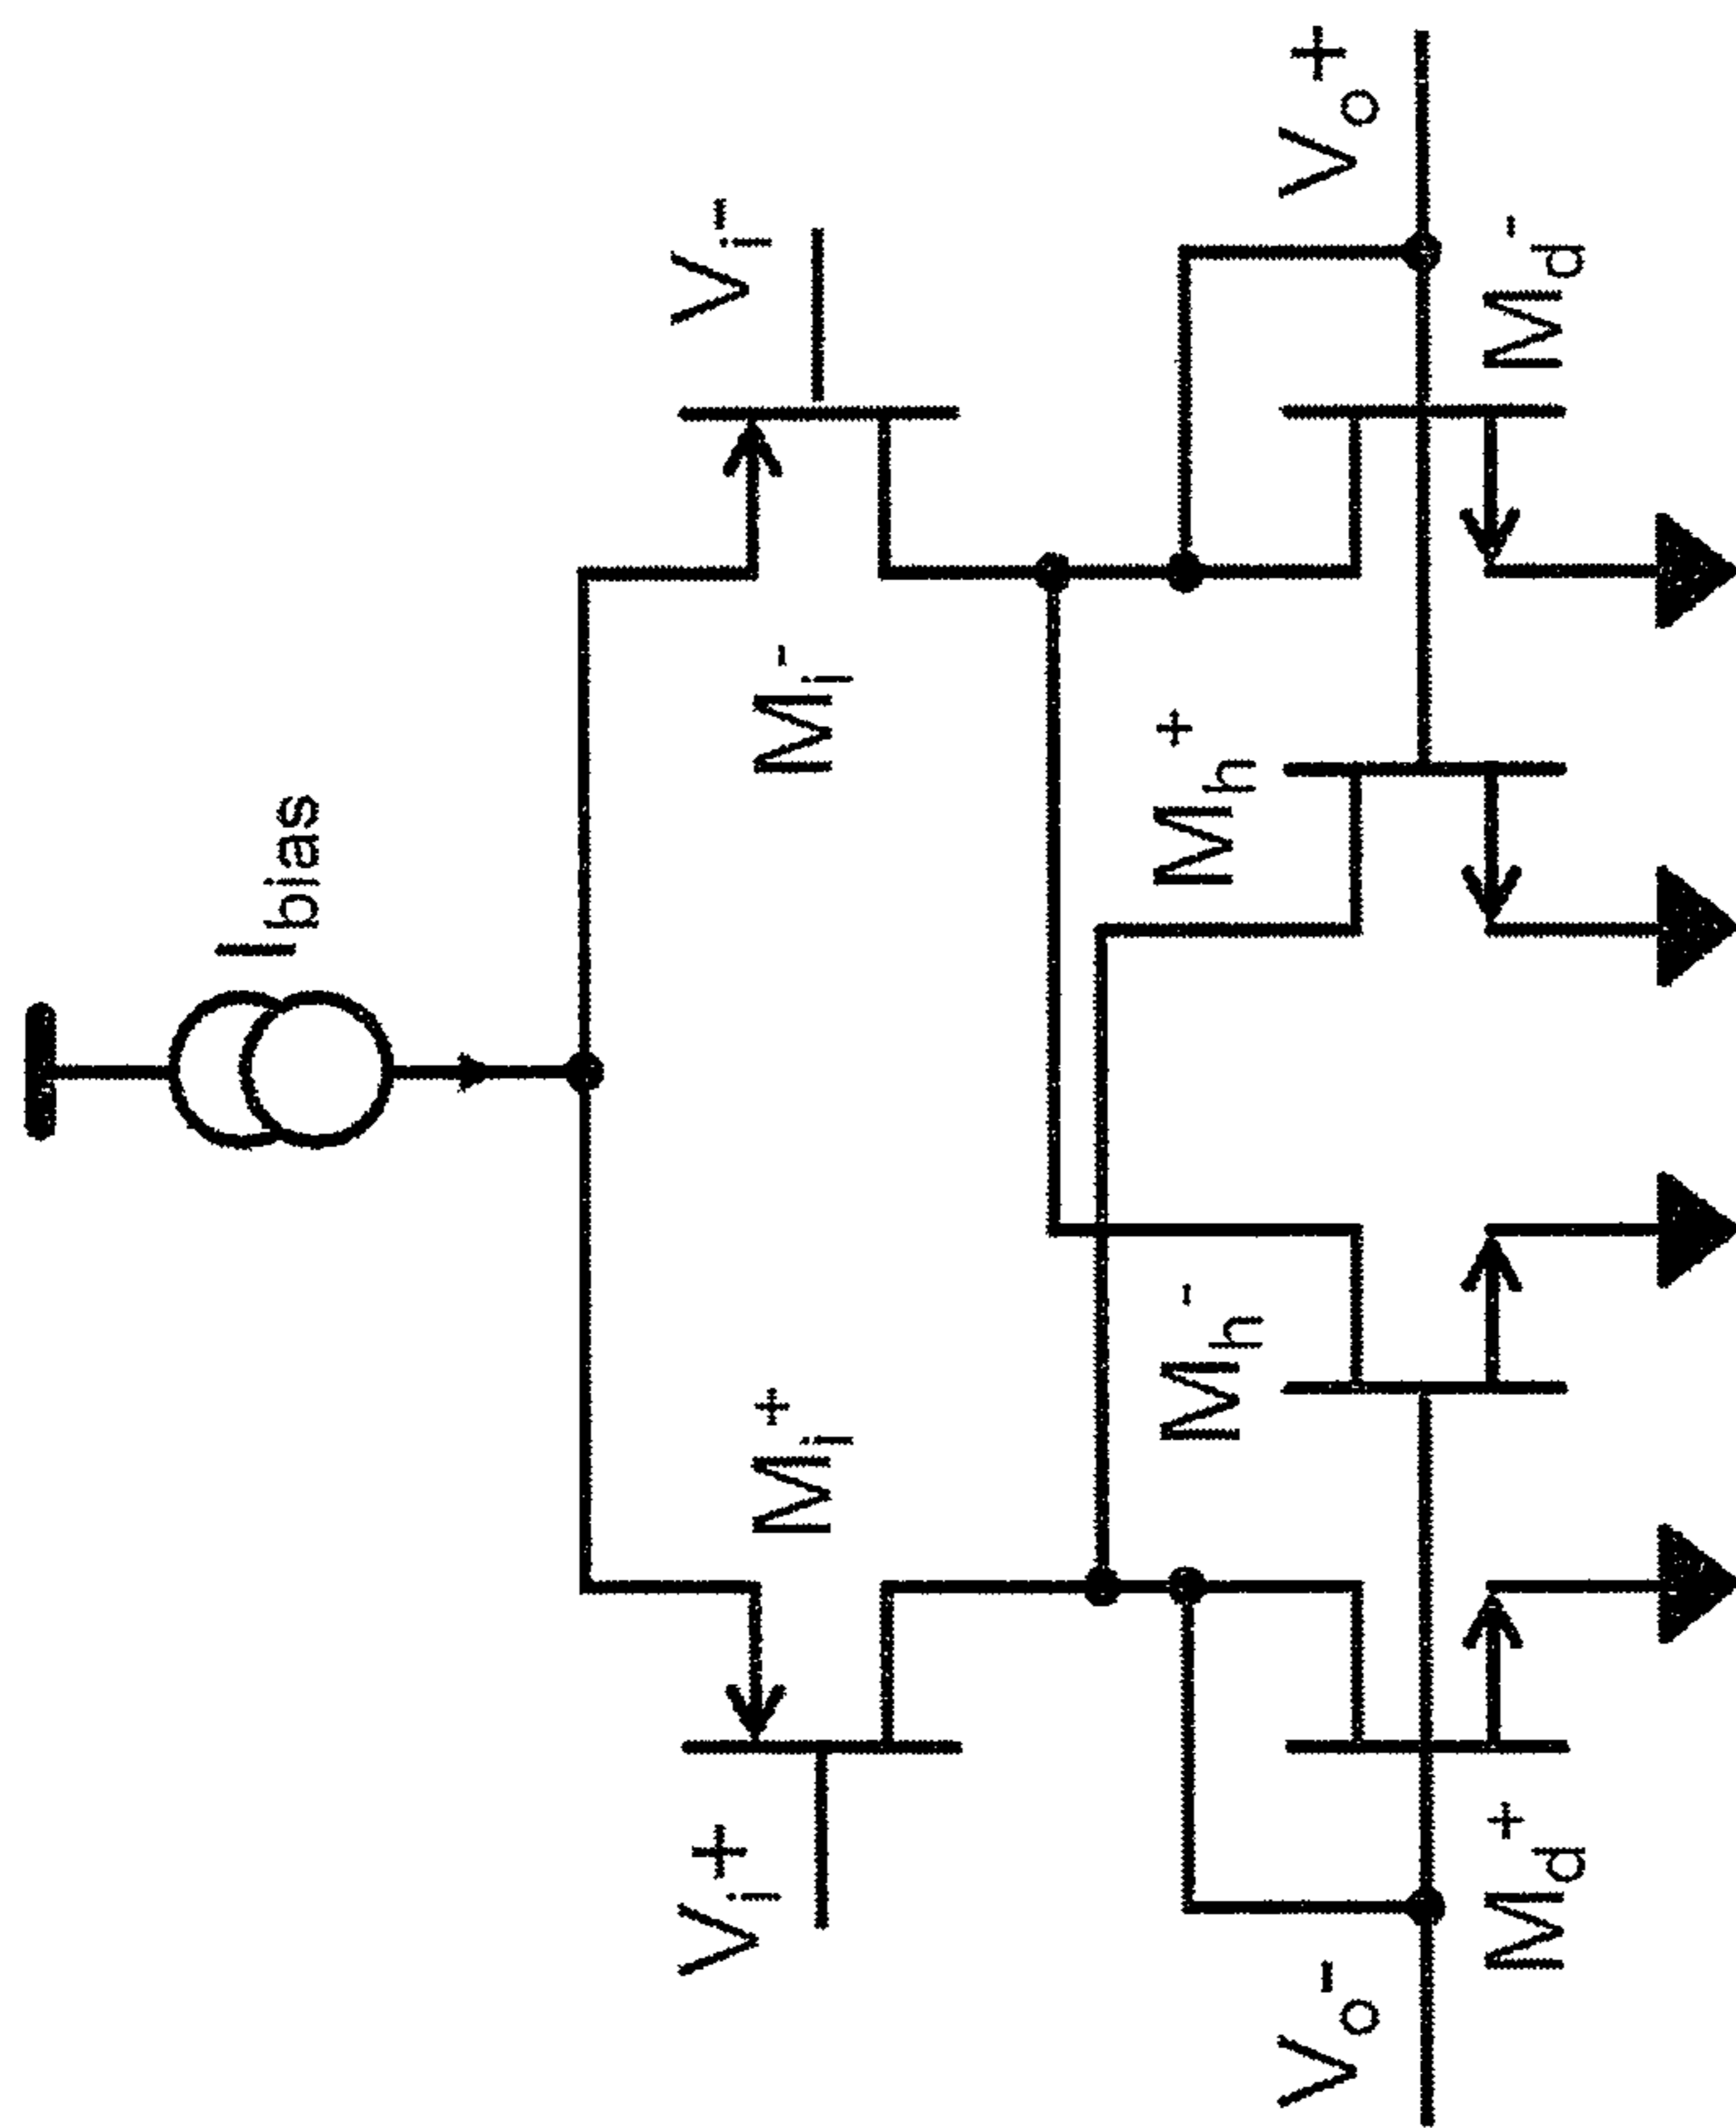 Ibias
Vi+
Vi-
Mi+
Mi-
Mh-
Mh+
Vo-
Vo+
Md+
Md-